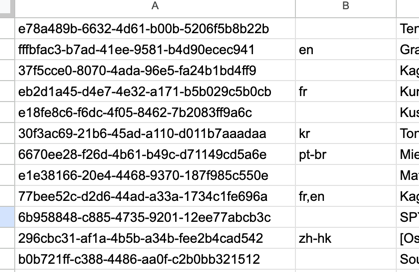 A B
e78a489b-6632-4d61-b00b-5206f5b8b22b Ter
fffbfac3-b7ad-41ee-9581-b4d90ecec941 en Gra
37f5cce0-8070-4ada-96e5-fa24b1bd4ff9 Kag
eb2d1a45-d4e7-4e32-a171-b5b029c5b0cb fr Kur
e18fe8c6-f6dc-4f05-8462-7b2083ff9a6c Kus
30f3ac69-21b6-45ad-a110-d011b7aaadaa kr Ton
6670ee28-f26d-4b61-b49c-d71149cd5a6e pt-br Mie
e1e38166-20e4-4468-9370-187f985c550e Ma
77bee52c-d2d6-44ad-a33a-1734c1fe696a fr,en Kag
6b958848-c885-4735-9201-12ee77abcb3c SP
296cbc31-af1a-4b5b-a34b-fee2b4cad542 zh-hk [Os
b0b721ff-c388-4486-aa0f-c2b0bb321512 Sou